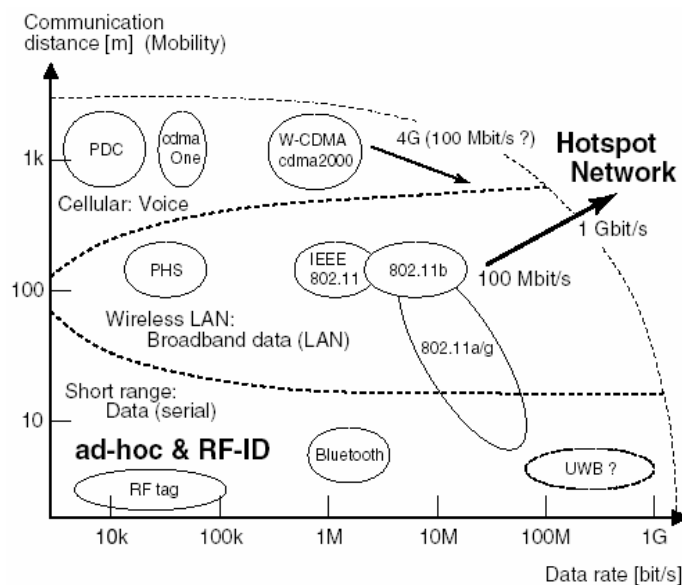 Communication
distance [m] (Mobility)
1k
100
10
PDC
cdma
One
W-CDMA
cdma2000
4G (100 Mbit/s ?)
Hotspot
Network
Cellular: Voice
1 Gbit/s
PHS
IEEE
802.11
802.11b
100 Mbit/s
Wireless LAN:
Broadband data (LAN)
802.11a/g
Short range:
Data (serial)
ad-hoc & RF-ID
Bluetooth
UWB ?
RF tag
10k
100k
1M
10M
100M
1G
Data rate [bit/s]